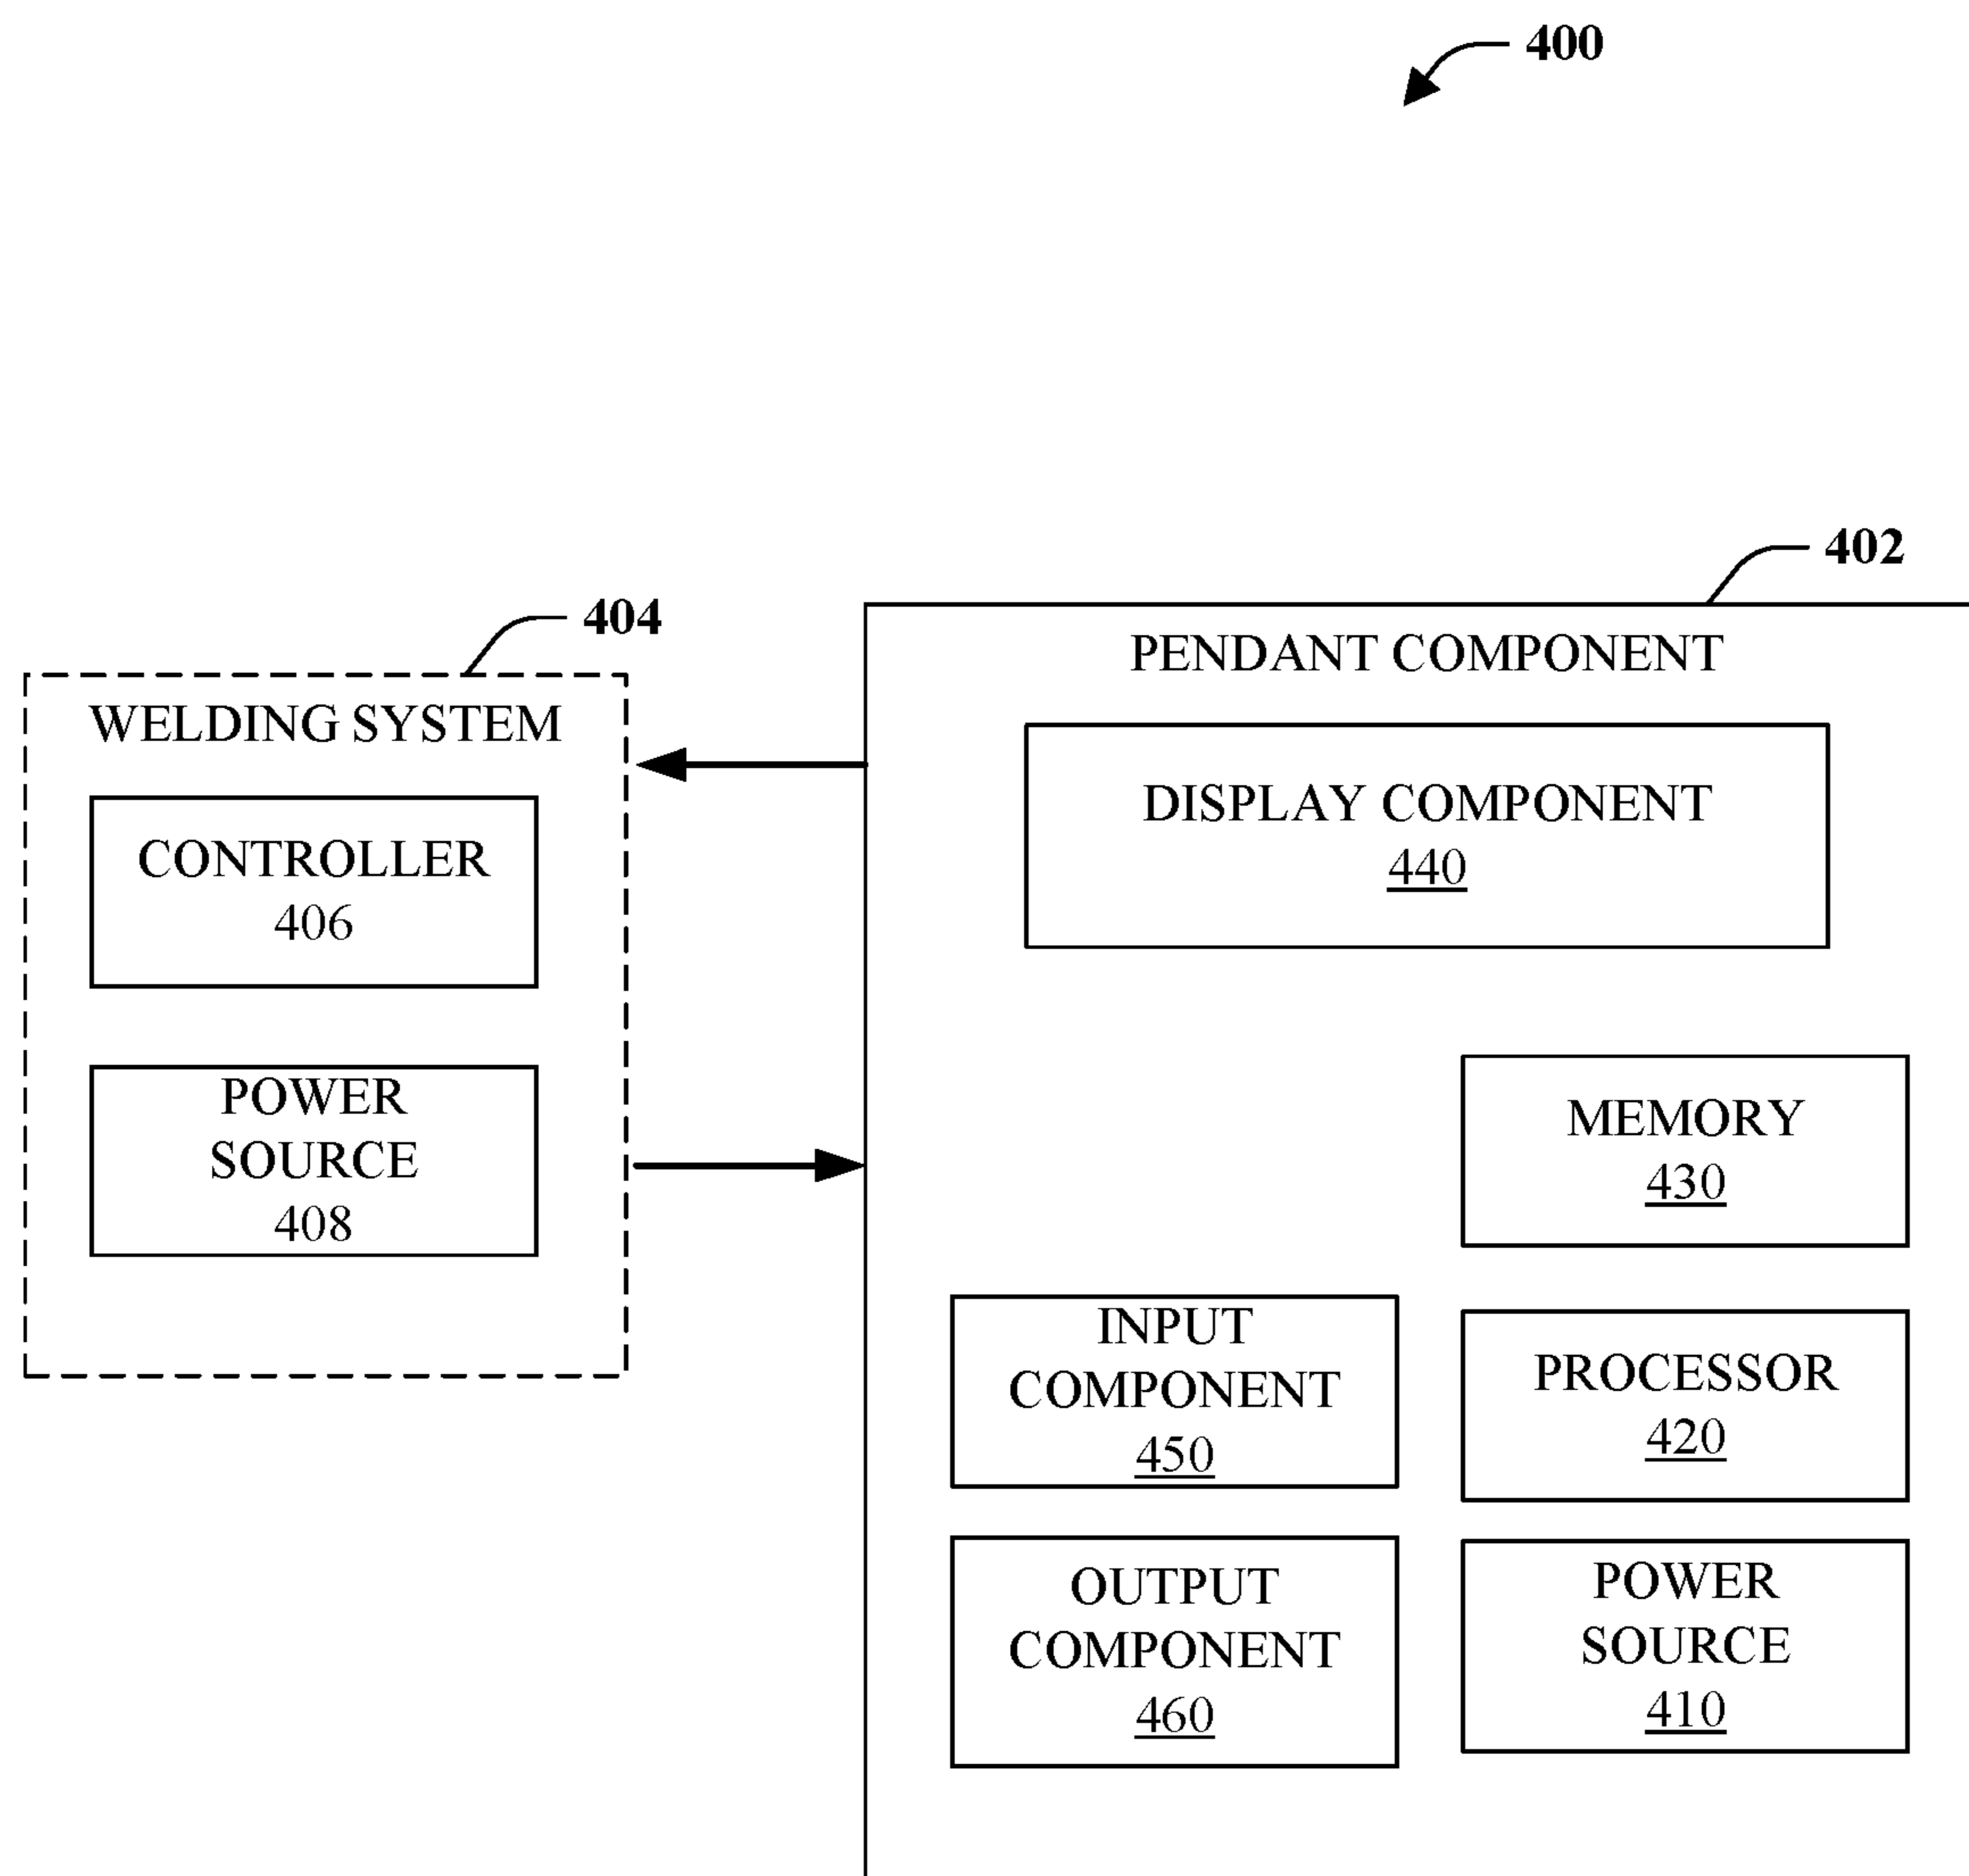 400
402
404
PENDANT COMPONENT
WELDING SYSTEM
DISPLAY COMPONENT
440
CONTROLLER
406
POWER
SOURCE
408
MEMORY
430
INPUT
COMPONENT
450
PROCESSOR
420
OUTPUT
COMPONENT
460
POWER
SOURCE
410